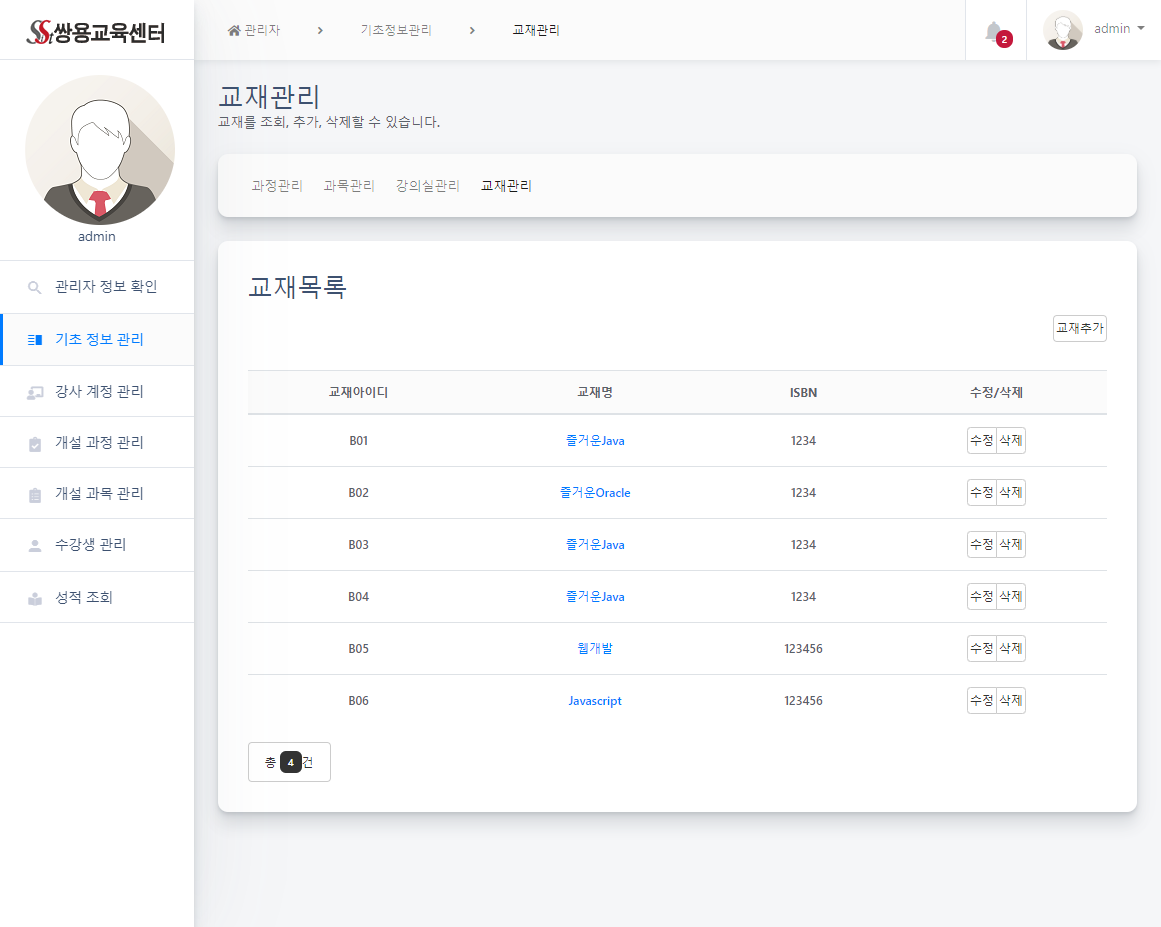 SSt쌍용교육센터
관리자 > 기초정보관리 > 교재관리
2
admin
admin
관리자 정보 확인
기초 정보 관리
강사 계정 관리
개설 과정 관리
개설 과목 관리
수강생 관리
성적 조회
교재관리
교재를 조회, 추가, 삭제할 수 있습니다.
과정관리 과목관리 강의실관리 교재관리
교재목록
교재추가
교재아이디 교재명 ISBN 수정/삭제
B01 즐거운Java 1234 수정 삭제
B02 즐거운Oracle 1234 수정 삭제
B03 즐거운Java 1234 수정 삭제
B04 즐거운Java 1234 수정 삭제
B05 웹개발 123456 수정 삭제
B06 Javascript 123456 수정 삭제
총 4 건